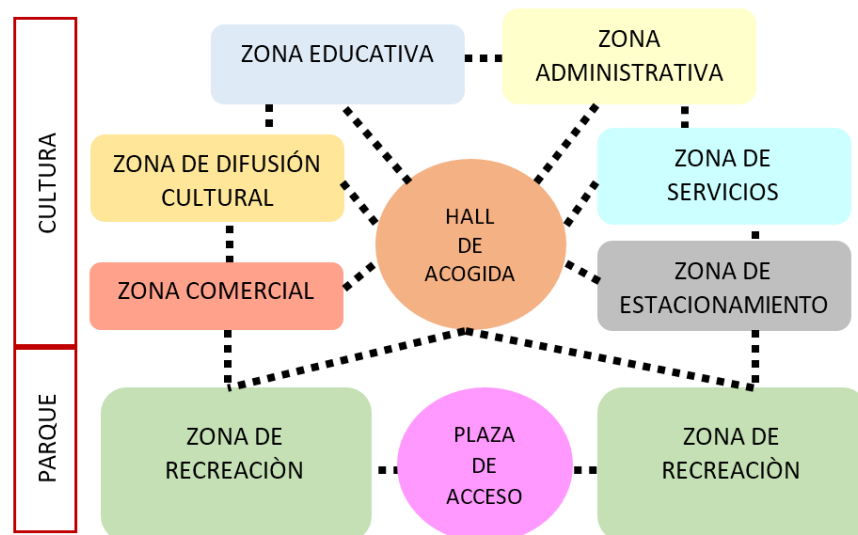 CULTURA
ZONA EDUCATIVA
ZONA
ADMINISTRATIVA
ZONA DE DIFUSIÓN
CULTURAL
HALL
DE
ACOGIDA
ZONA DE
SERVICIOS
ZONA COMERCIAL
ZONA DE
ESTACIONAMIENTO
PARQUE
ZONA DE
RECREACIÒN
PLAZA
DE
ACCESO
ZONA DE
RECREACIÒN